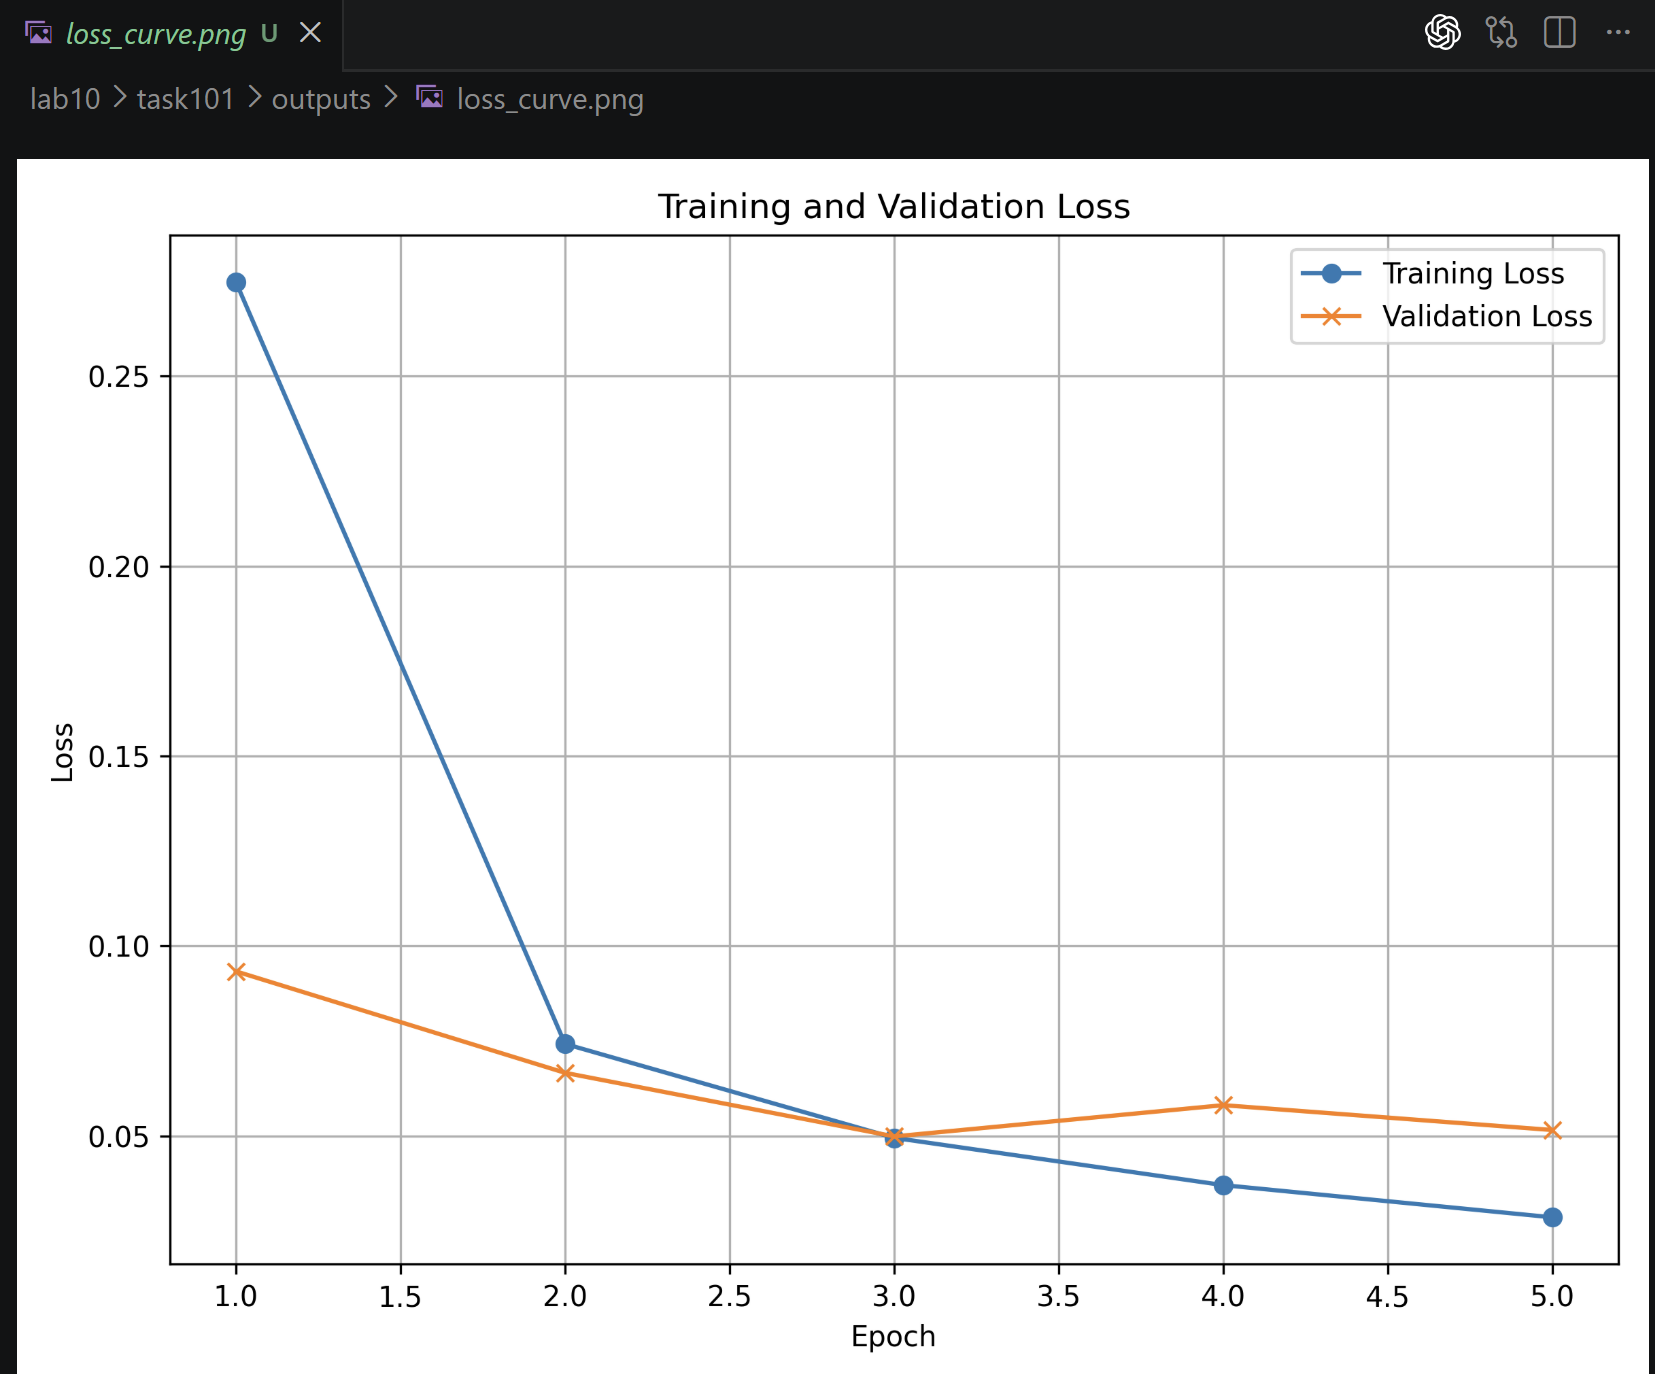 loss_curve.png U
lab10 > task101 > outputs > loss_curve.png
Training and Validation Loss
Training Loss
Validation Loss
0.25
0.20
0.15
0.10
0.05
Loss
1.0 1.5 2.0 2.5 3.0 3.5 4.0 4.5 5.0
Epoch